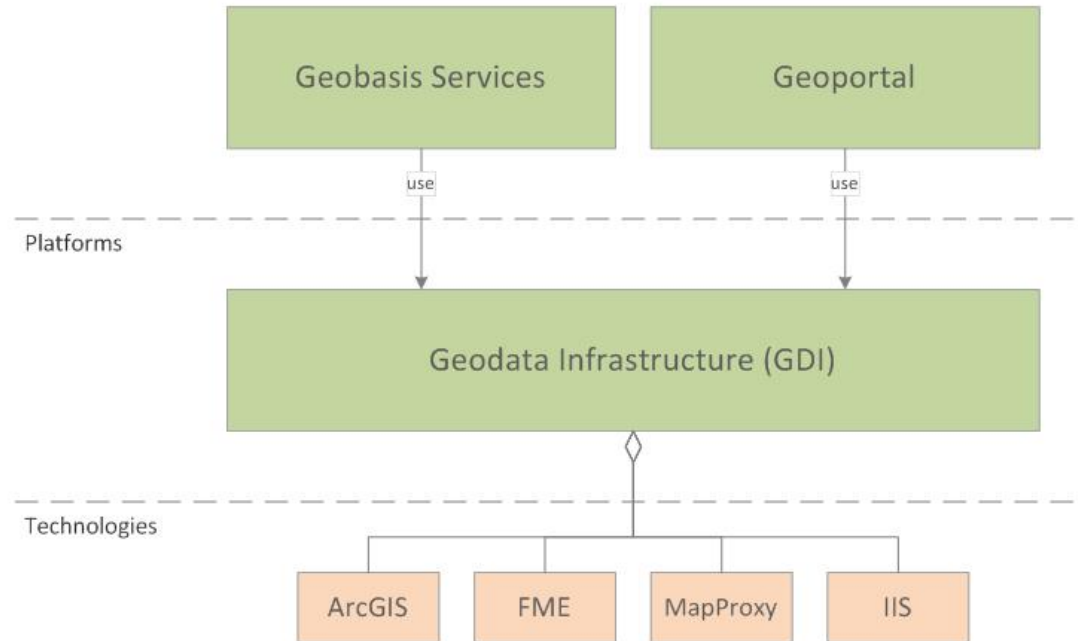 Geobasis Services
Geoportal
use
use
Platforms
Geodata Infrastructure (GDI)
Technologies
ArcGIS
FME
MapProxy
IIS